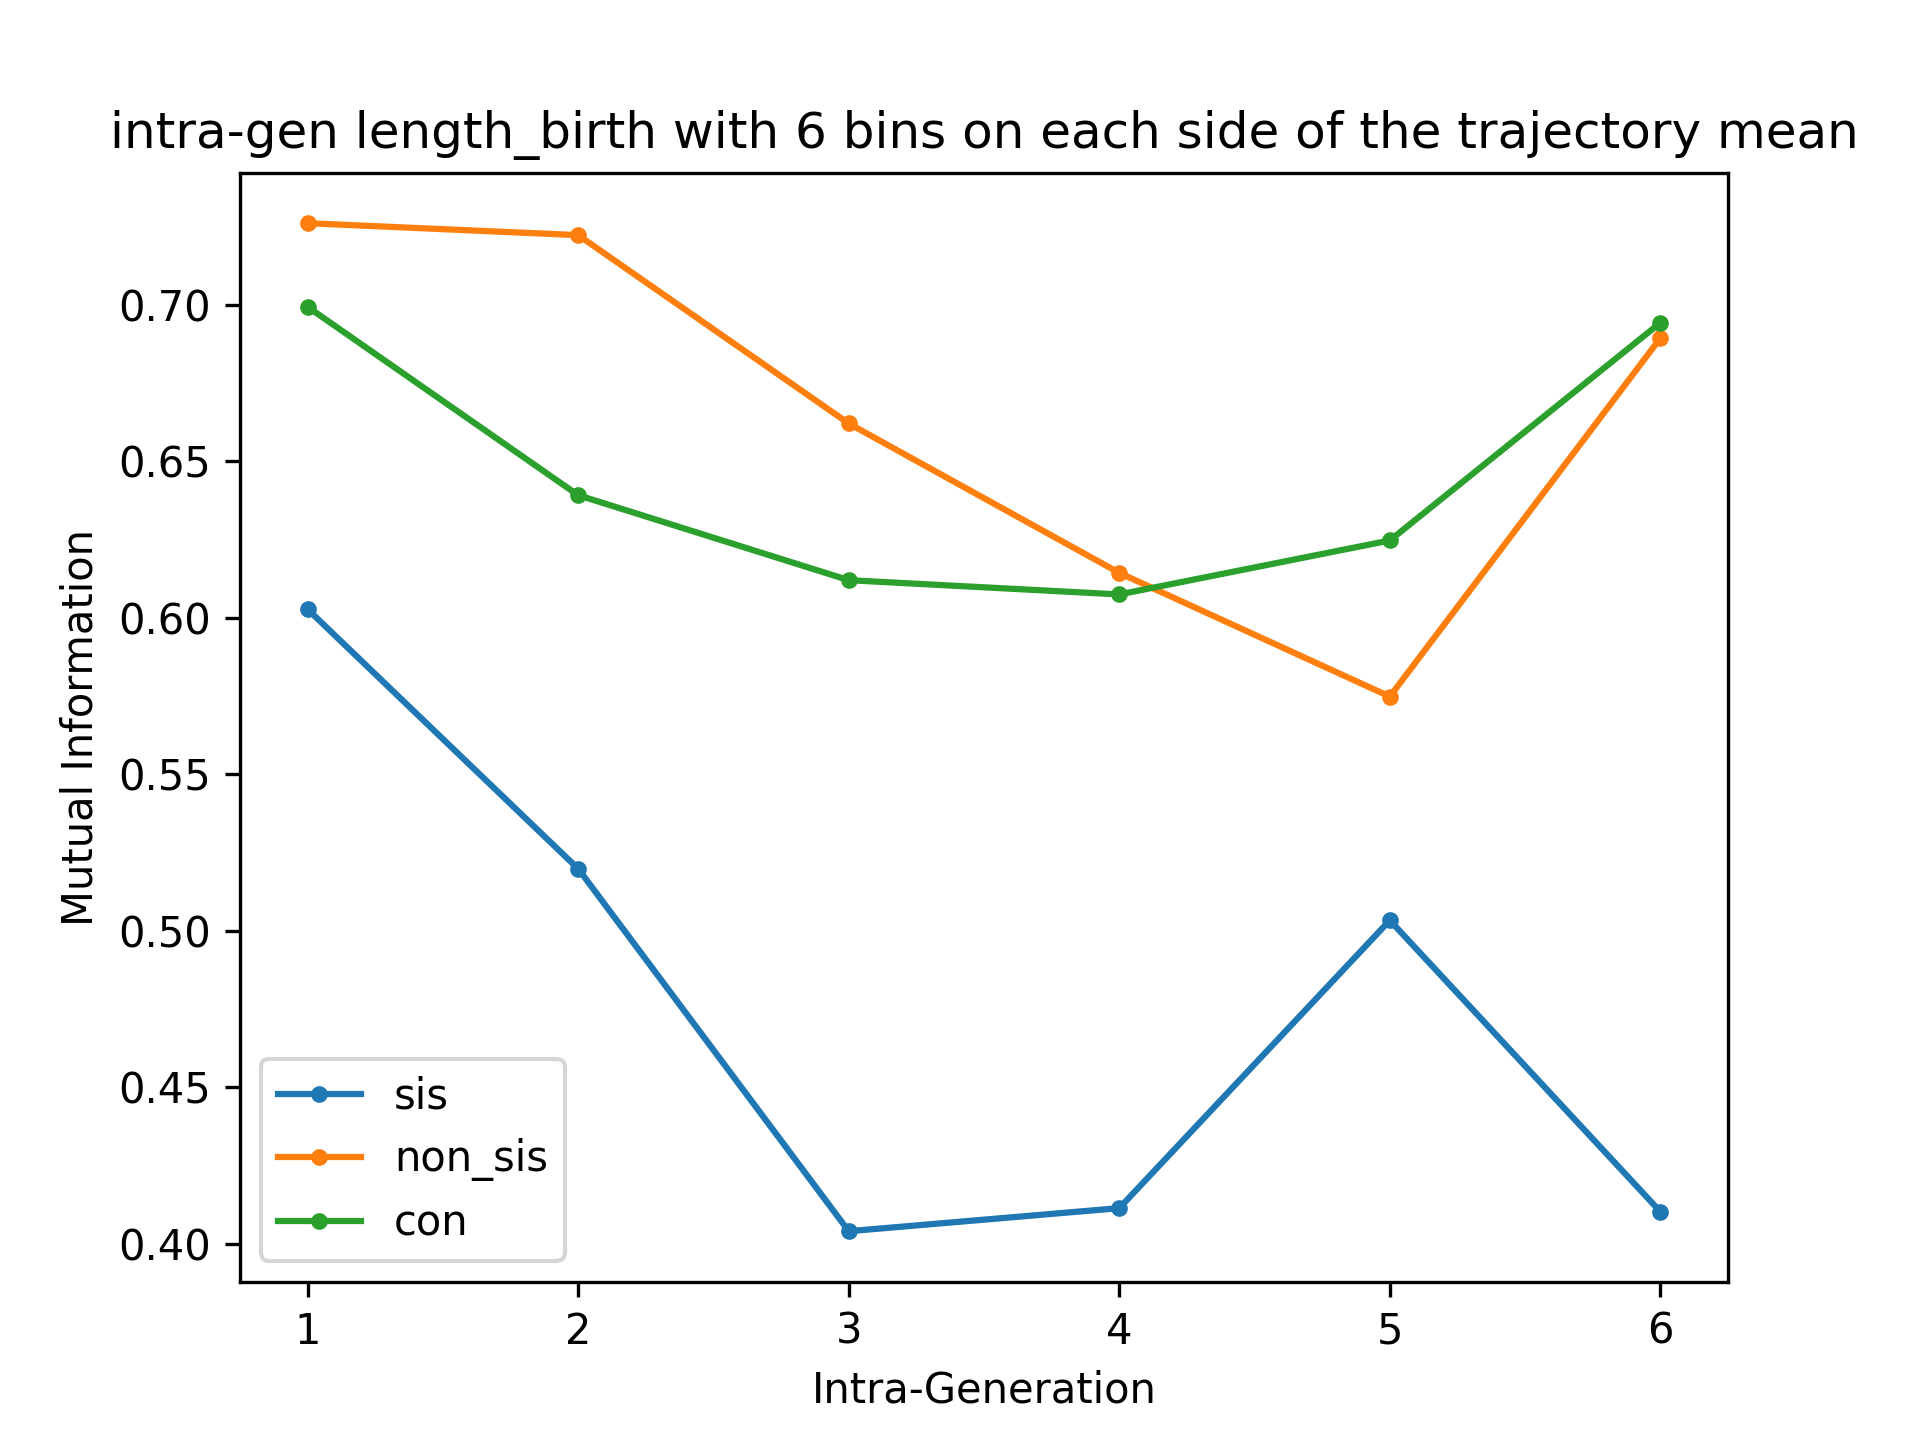 intra-gen length_birth with 6 bins on each side of the trajectory mean
Mutual Information
0.70
0.65
0.60
0.55
0.50
0.45
0.40
sis
non_sis
con
1 2 3 4 5 6
Intra-Generation